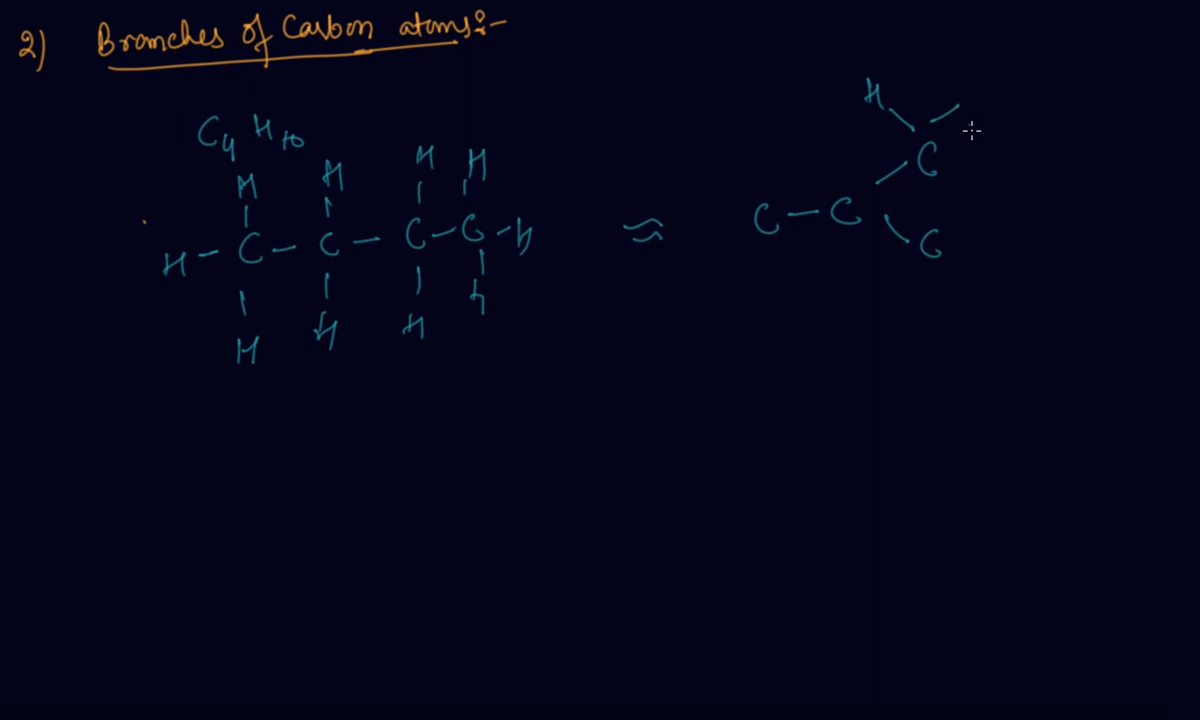 2) Branches of Carbon atoms:-
C4 H10
H H H H
H - C - C - C - C - H
H H H H
≈
H
C
C - C
C